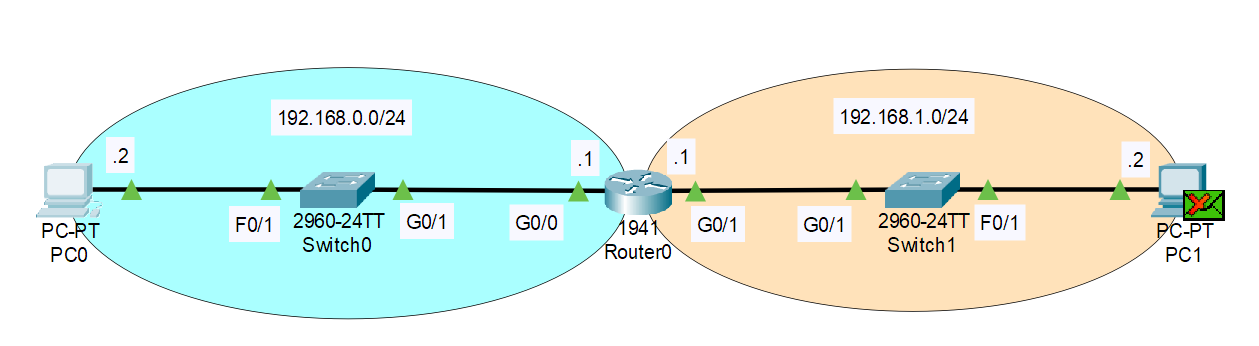 192.168.0.0/24
192.168.1.0/24
.2
.1
.1
.2
F0/1
2960-24TT
Switch0
G0/1
G0/0
1941
Router0
G0/1
G0/1
2960-24TT
Switch1
F0/1
PC-PT
PC0
PC-PT
PC1